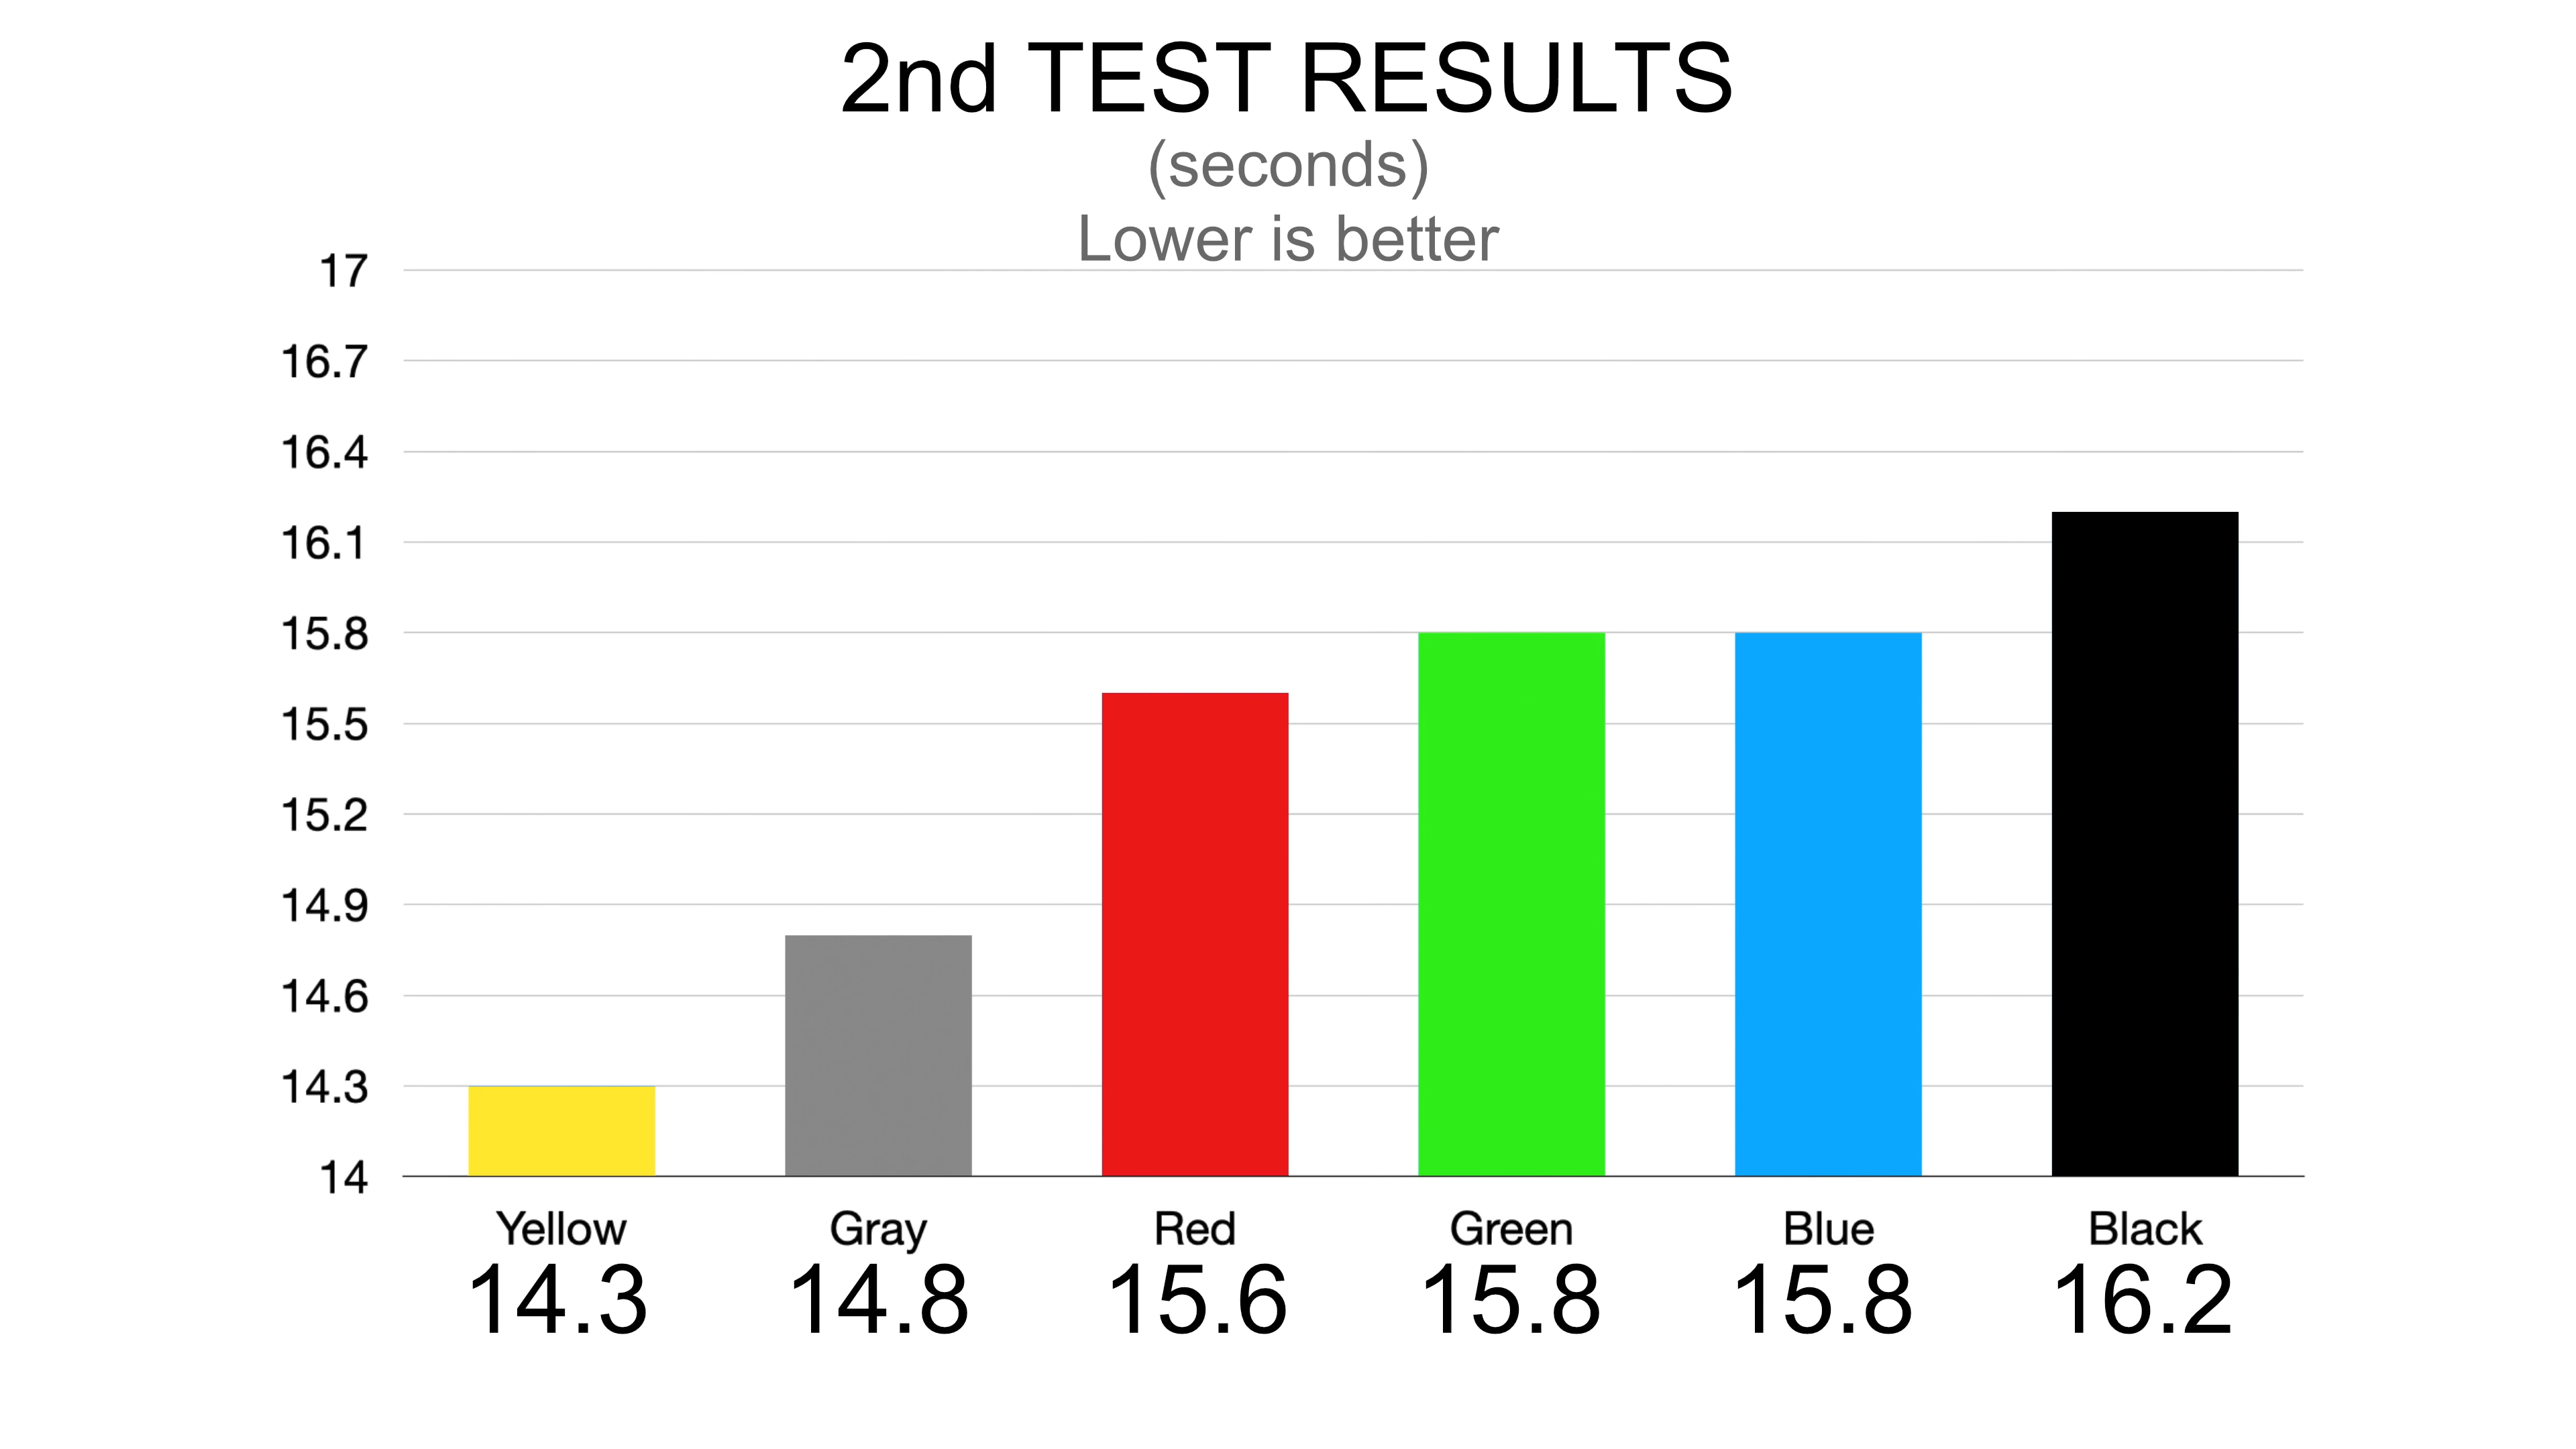 2nd TEST RESULTS
(seconds)
Lower is better
17
16.7
16.4
16.1
15.8
15.5
15.2
14.9
14.6
14.3
14
Yellow Gray Red Green Blue Black
14.3 14.8 15.6 15.8 15.8 16.2